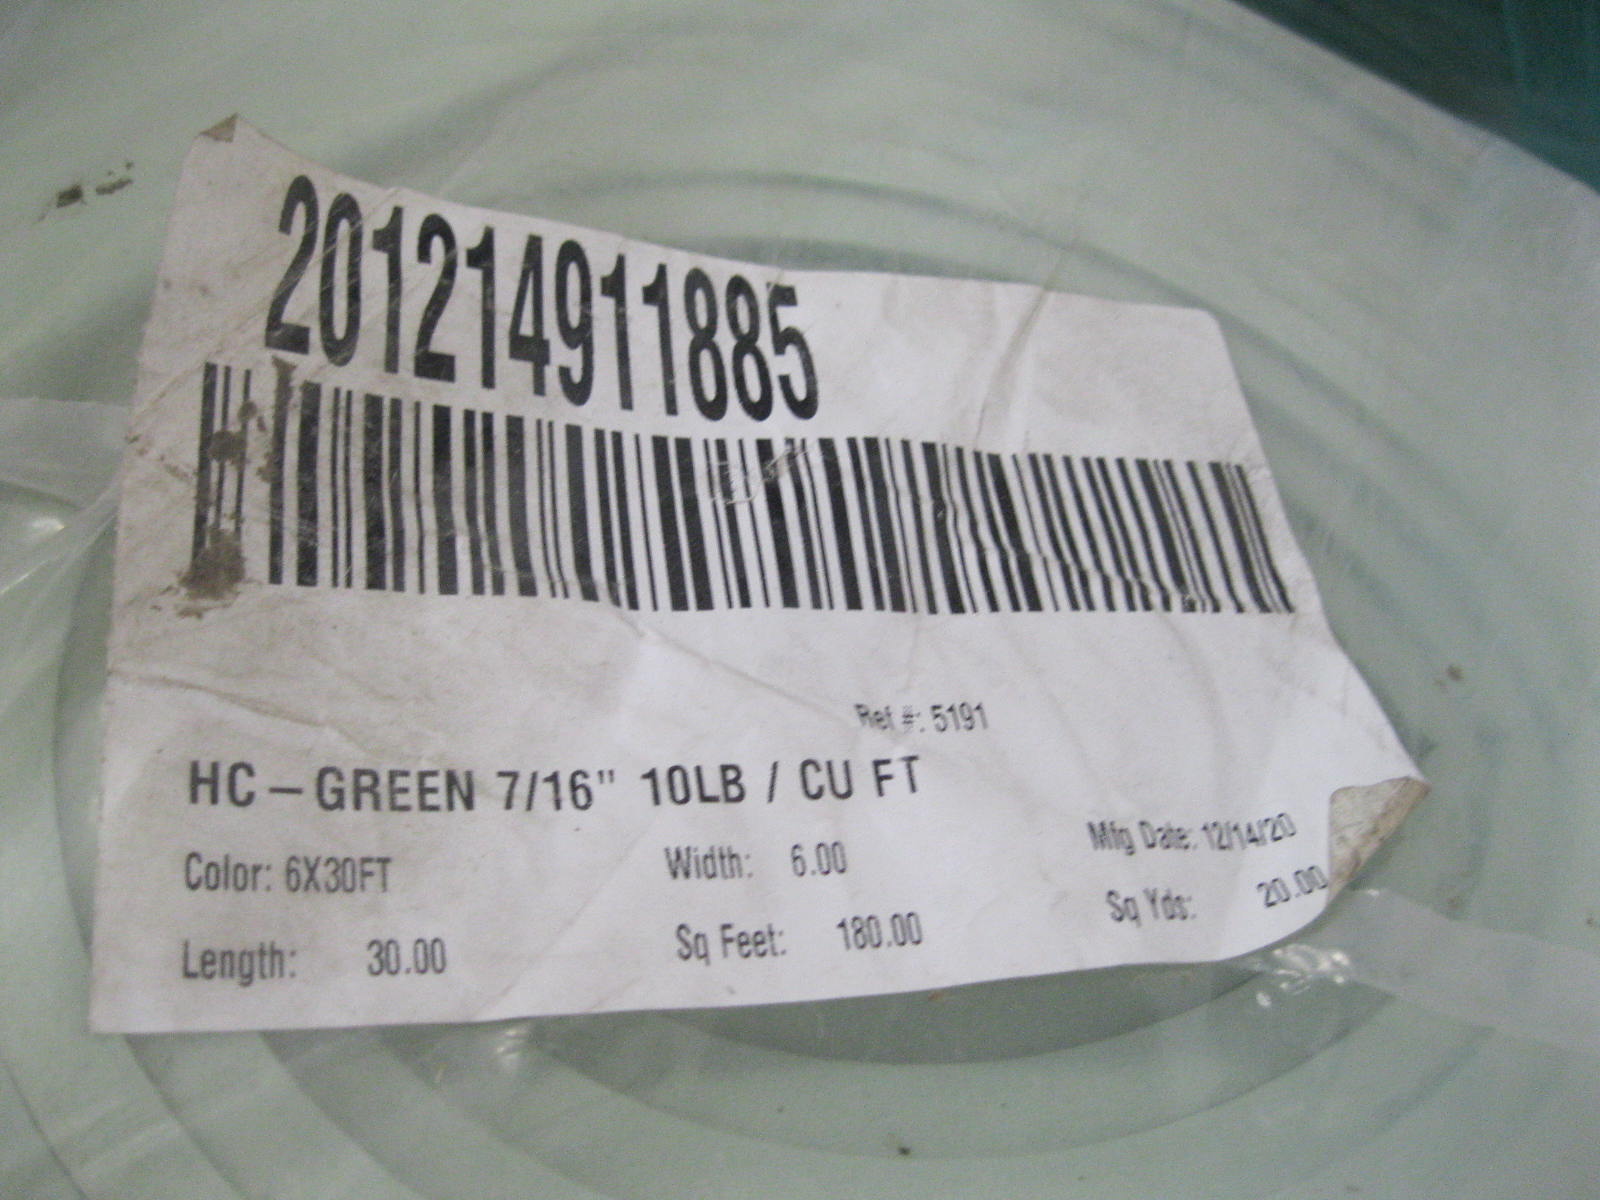 201214911885
Ref #: 5191
HC-GREEN 7/16" 10LB / CU FT
Color: 6X30FT Width: 6.00 Mfg Date: 12/14/20
Length: 30.00 Sq Feet: 180.00 Sq Yds: 20.00